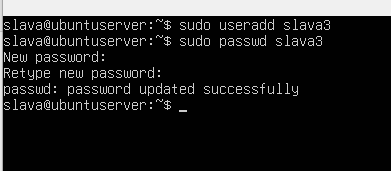 slava@ubuntuserver:~$ sudo useradd slava3
slava@ubuntuserver:~$ sudo passwd slava3
New password:
Retype new password:
passwd: password updated successfully
slava@ubuntuserver:~$ _